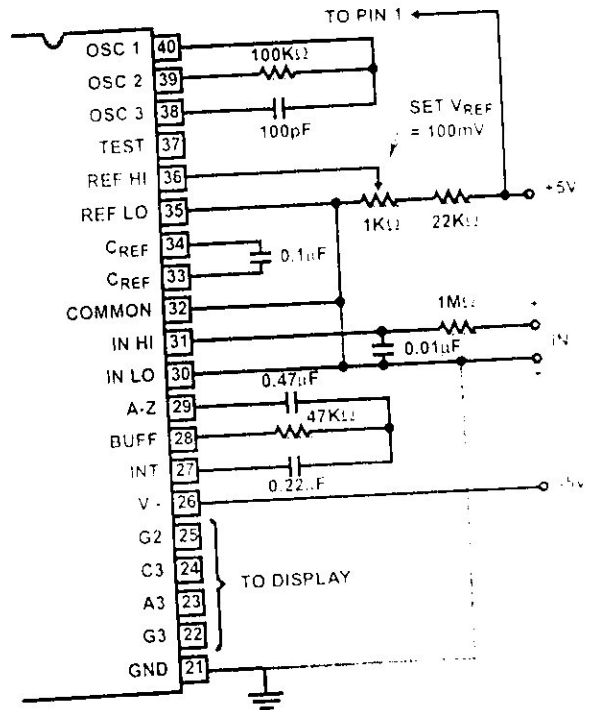 TO PIN 1
OSC 1 40
100KΩ
OSC 2 39
OSC 3 38
100pF
SET VREF
= 100mV
TEST 37
REF HI 36
REF LO 35
1KΩ 22KΩ
+5V
CREF 34
0.1µF
CREF 33
COMMON 32
1MΩ
+
IN HI 31
0.01µF
IN
IN LO 30
-
0.47µF
A-Z 29
47KΩ
BUFF 28
INT 27
V - 26
-5V
G2 25
C3 24
TO DISPLAY
A3 23
G3 22
GND 21